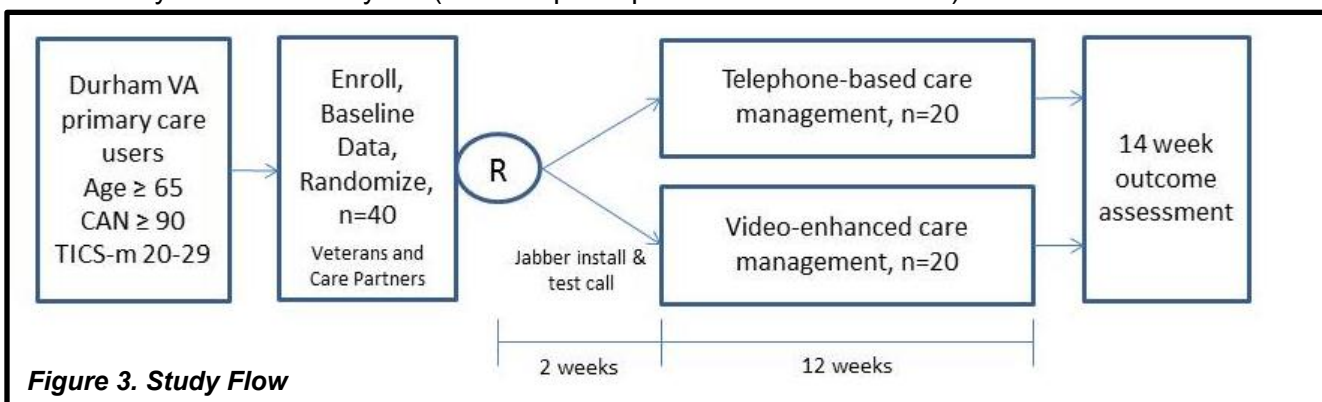 Durham VA
primary care
users
Age ≥ 65
CAN ≥ 90
TICS-m 20-29
Enroll,
Baseline
Data,
Randomize,
n=40
Veterans and
Care Partners
R
Jabber install &
test call
Telephone-based care
management, n=20
Video-enhanced care
management, n=20
14 week
outcome
assessment
2 weeks
12 weeks
Figure 3. Study Flow